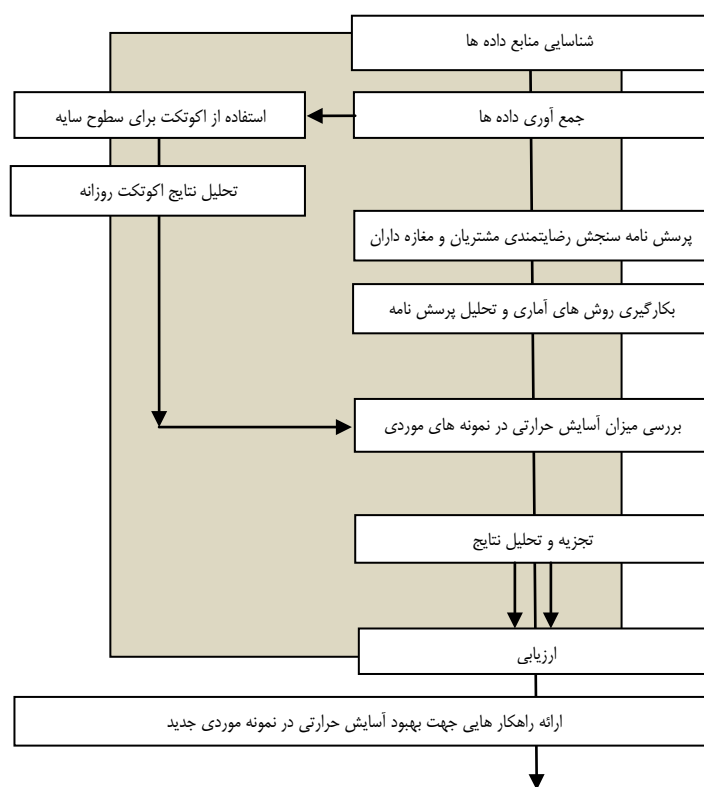 شناسایی منابع داده ها
جمع آوری داده ها
استفاده از اکوتکت برای سطوح سایه
تحلیل نتایج اکوتکت روزانه
پرسش نامه سنجش رضایتمندی مشتریان و مغازه داران
بکارگیری روش های آماری و تحلیل پرسش نامه
بررسی میزان آسایش حرارتی در نمونه های موردی
تجزیه و تحلیل نتایج
ارزیابی
ارائه راهکار هایی جهت بهبود آسایش حرارتی در نمونه موردی جدید